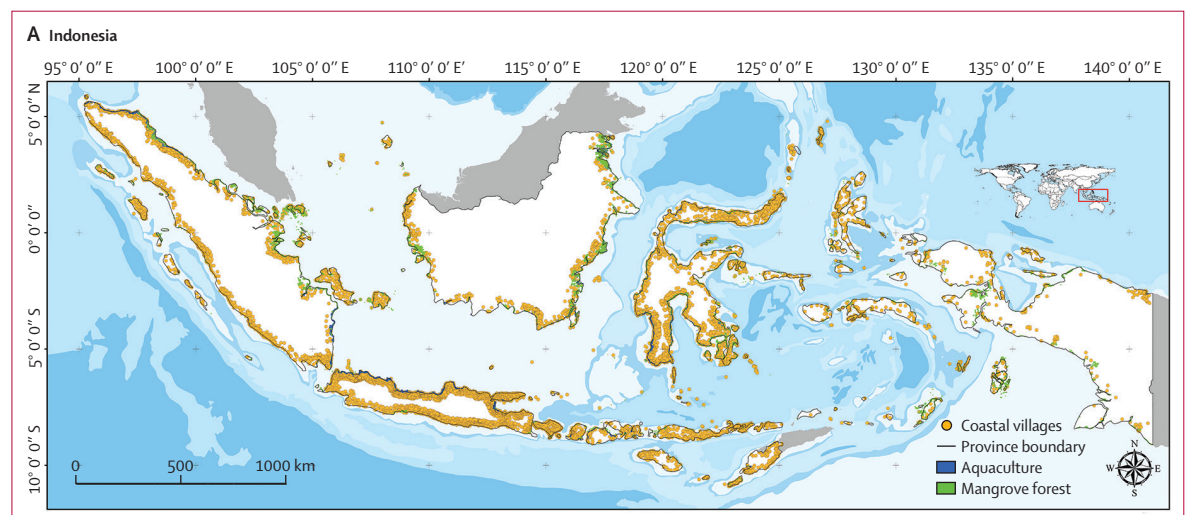 A Indonesia
95° 0′ 0′′ E 100° 0′ 0′′ E 105° 0′ 0′′ E 110° 0′ 0′′ E 115° 0′ 0′′ E 120° 0′ 0′′ E 125° 0′ 0′′ E 130° 0′ 0′′ E 135° 0′ 0′′ E 140° 0′ 0′′ E
5° 0′ 0′′ N
0° 0′ 0′′
5° 0′ 0′′ S
10° 0′ 0′′ S
0 500 1000 km
Coastal villages
Province boundary
Aquaculture
Mangrove forest
N
W E
S